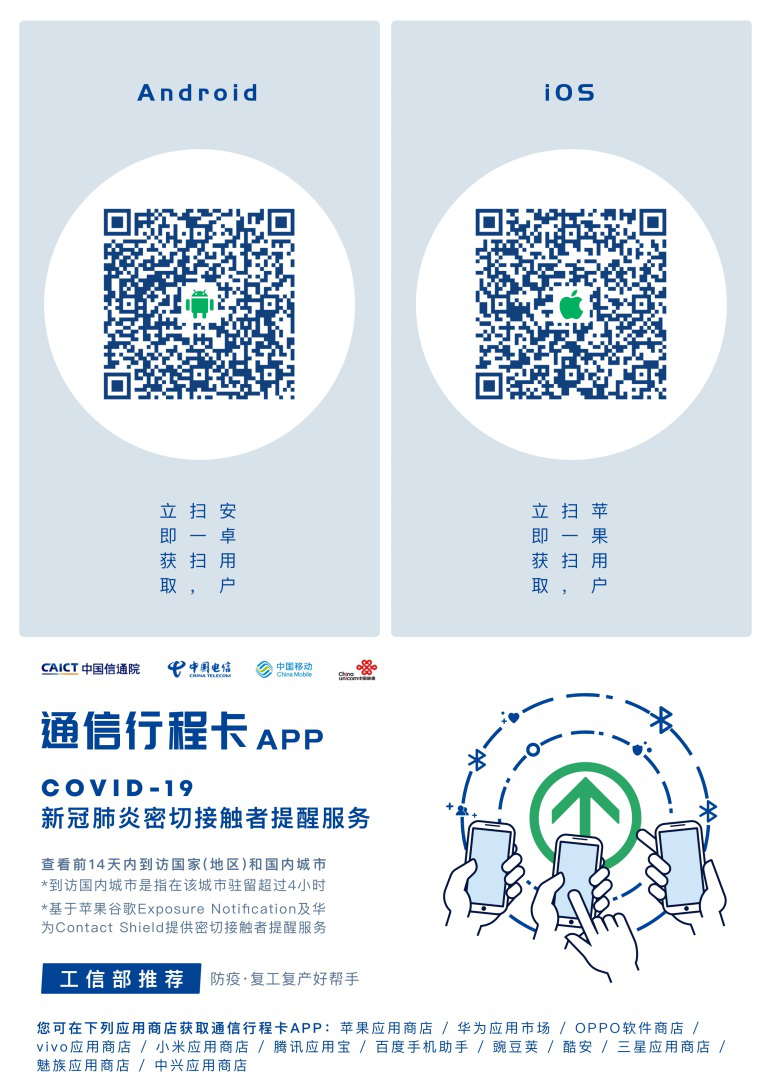 Android
安卓用户
扫一扫，
立即获取
iOS
苹果用户
扫一扫，
立即获取
CAICT 中国信通院
中国电信
CHINA TELECOM
中国移动
China Mobile
China
unicom中国联通
通信行程卡 APP
COVID-19
新冠肺炎密切接触者提醒服务
查看前14天内到访国家(地区)和国内城市
*到访国内城市是指在该城市驻留超过4小时
*基于苹果谷歌Exposure Notification及华
为Contact Shield提供密切接触者提醒服务
工信部推荐 防疫·复工复产好帮手
您可在下列应用商店获取通信行程卡APP：苹果应用商店 / 华为应用市场 / OPPO软件商店 /
vivo应用商店 / 小米应用商店 / 腾讯应用宝 / 百度手机助手 / 豌豆荚 / 酷安 / 三星应用商店 /
魅族应用商店 / 中兴应用商店